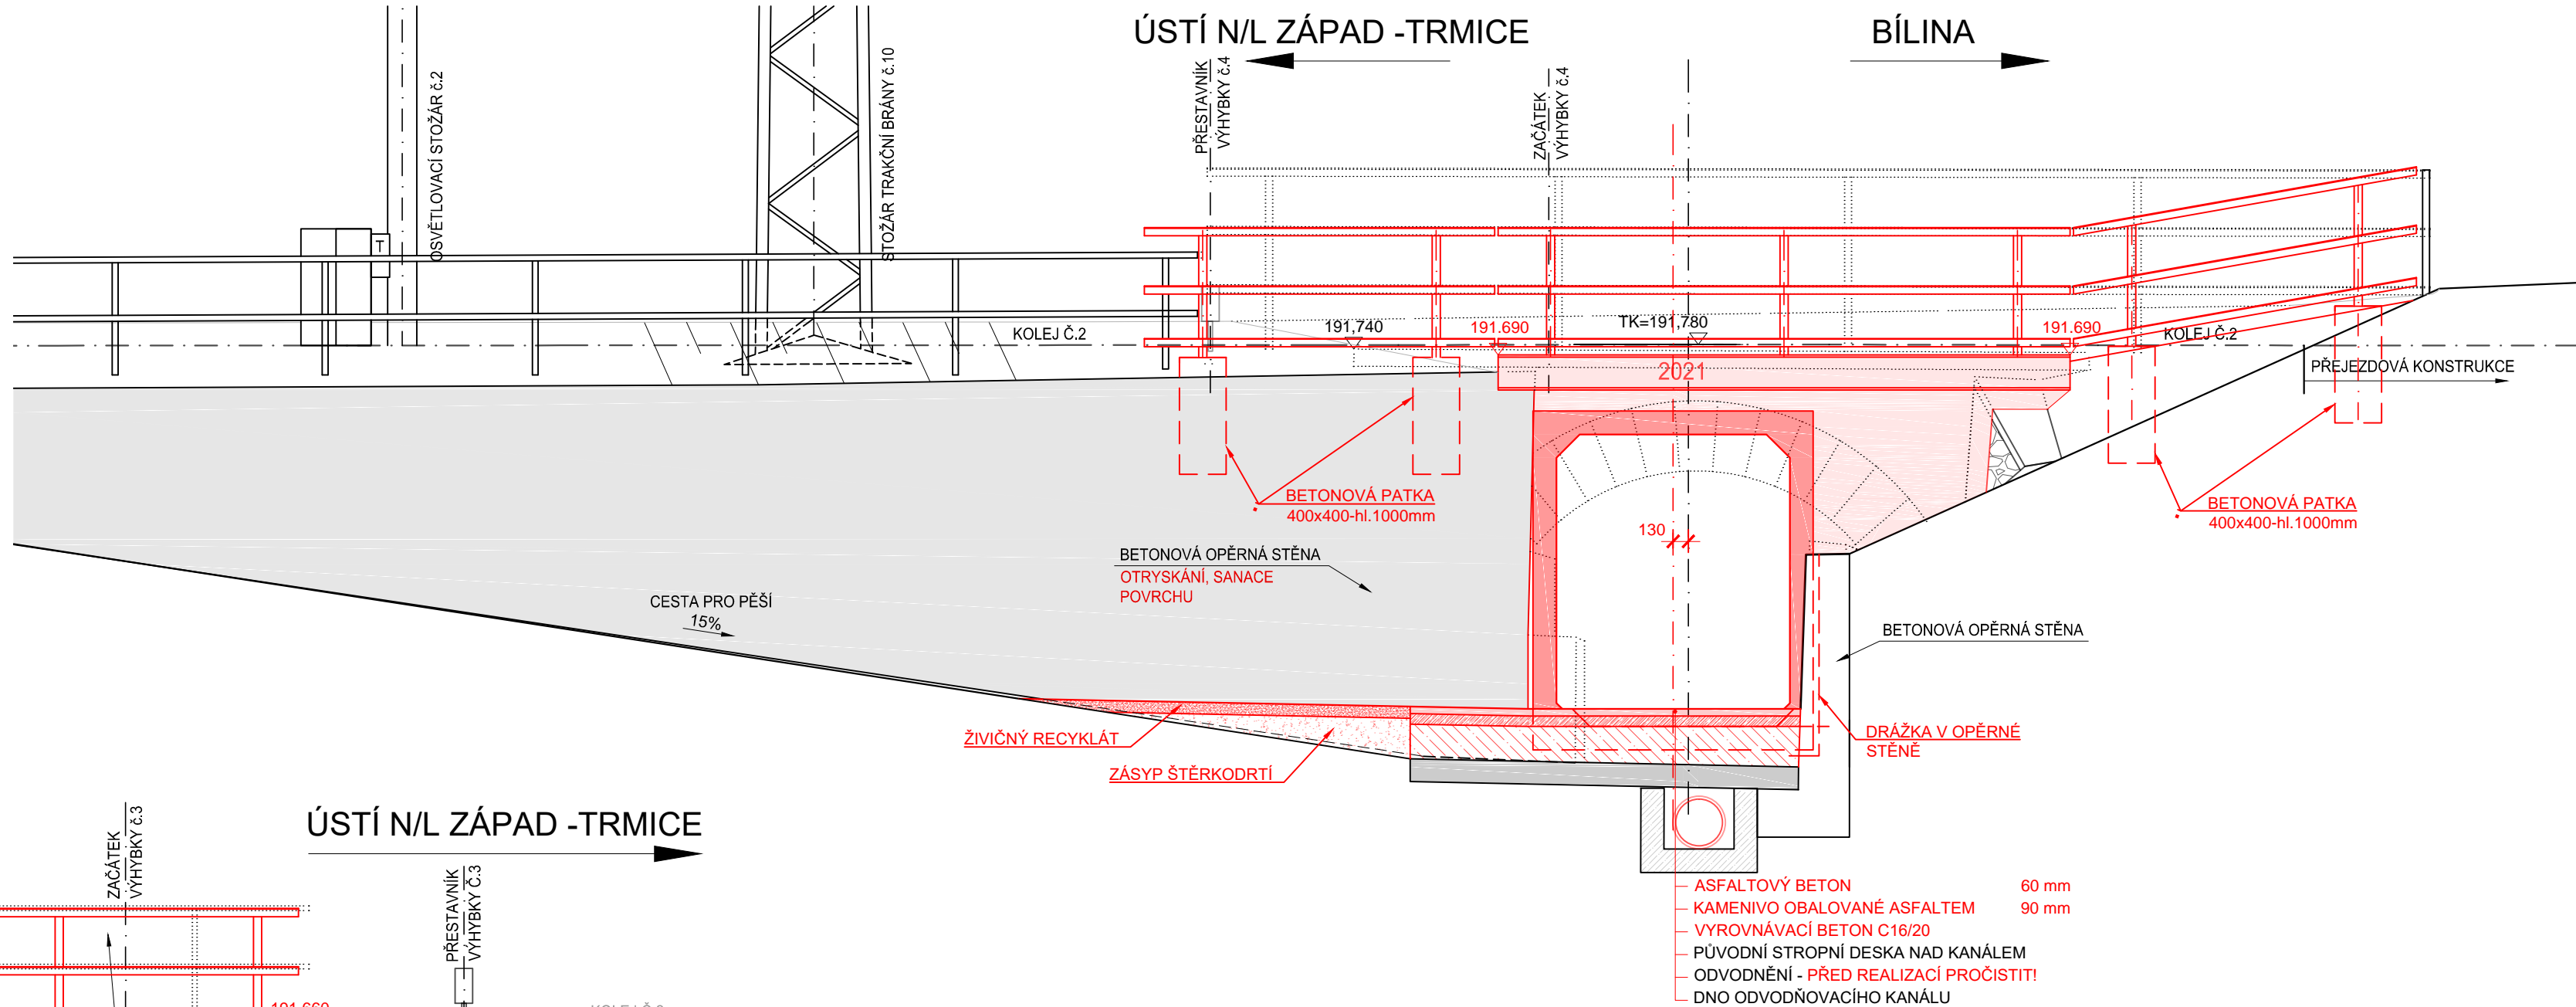 ÚSTÍ N/L ZÁPAD -TRMICE
BÍLINA
OSVĚTLOVACÍ STOŽÁR č.2
STOŽÁR TRAKČNÍ BRÁNY č.10
PŘESTAVNÍK
VÝHYBKY č.4
ZAČÁTEK
VÝHYBKY č.4
T
KOLEJ Č.2
191,740
191.690
TK=191,780
191.690
KOLEJ Č.2
2021
PŘEJEZDOVÁ KONSTRUKCE
BETONOVÁ PATKA
400x400-hl.1000mm
BETONOVÁ PATKA
400x400-hl.1000mm
130
BETONOVÁ OPĚRNÁ STĚNA
OTRYSKÁNÍ, SANACE
POVRCHU
CESTA PRO PĚŠÍ
15%
BETONOVÁ OPĚRNÁ STĚNA
ŽIVIČNÝ RECYKLÁT
ZÁSYP ŠTĚRKODRTÍ
DRÁŽKA V OPĚRNÉ
STĚNĚ
ZAČÁTEK
VÝHYBKY č.3
ÚSTÍ N/L ZÁPAD -TRMICE
PŘESTAVNÍK
VÝHYBKY Č.3
ASFALTOVÝ BETON 60 mm
KAMENIVO OBALOVANÉ ASFALTEM 90 mm
VYROVNÁVACÍ BETON C16/20
PŮVODNÍ STROPNÍ DESKA NAD KANÁLEM
ODVODNĚNÍ - PŘED REALIZACÍ PROČISTIT!
DNO ODVODŇOVACÍHO KANÁLU